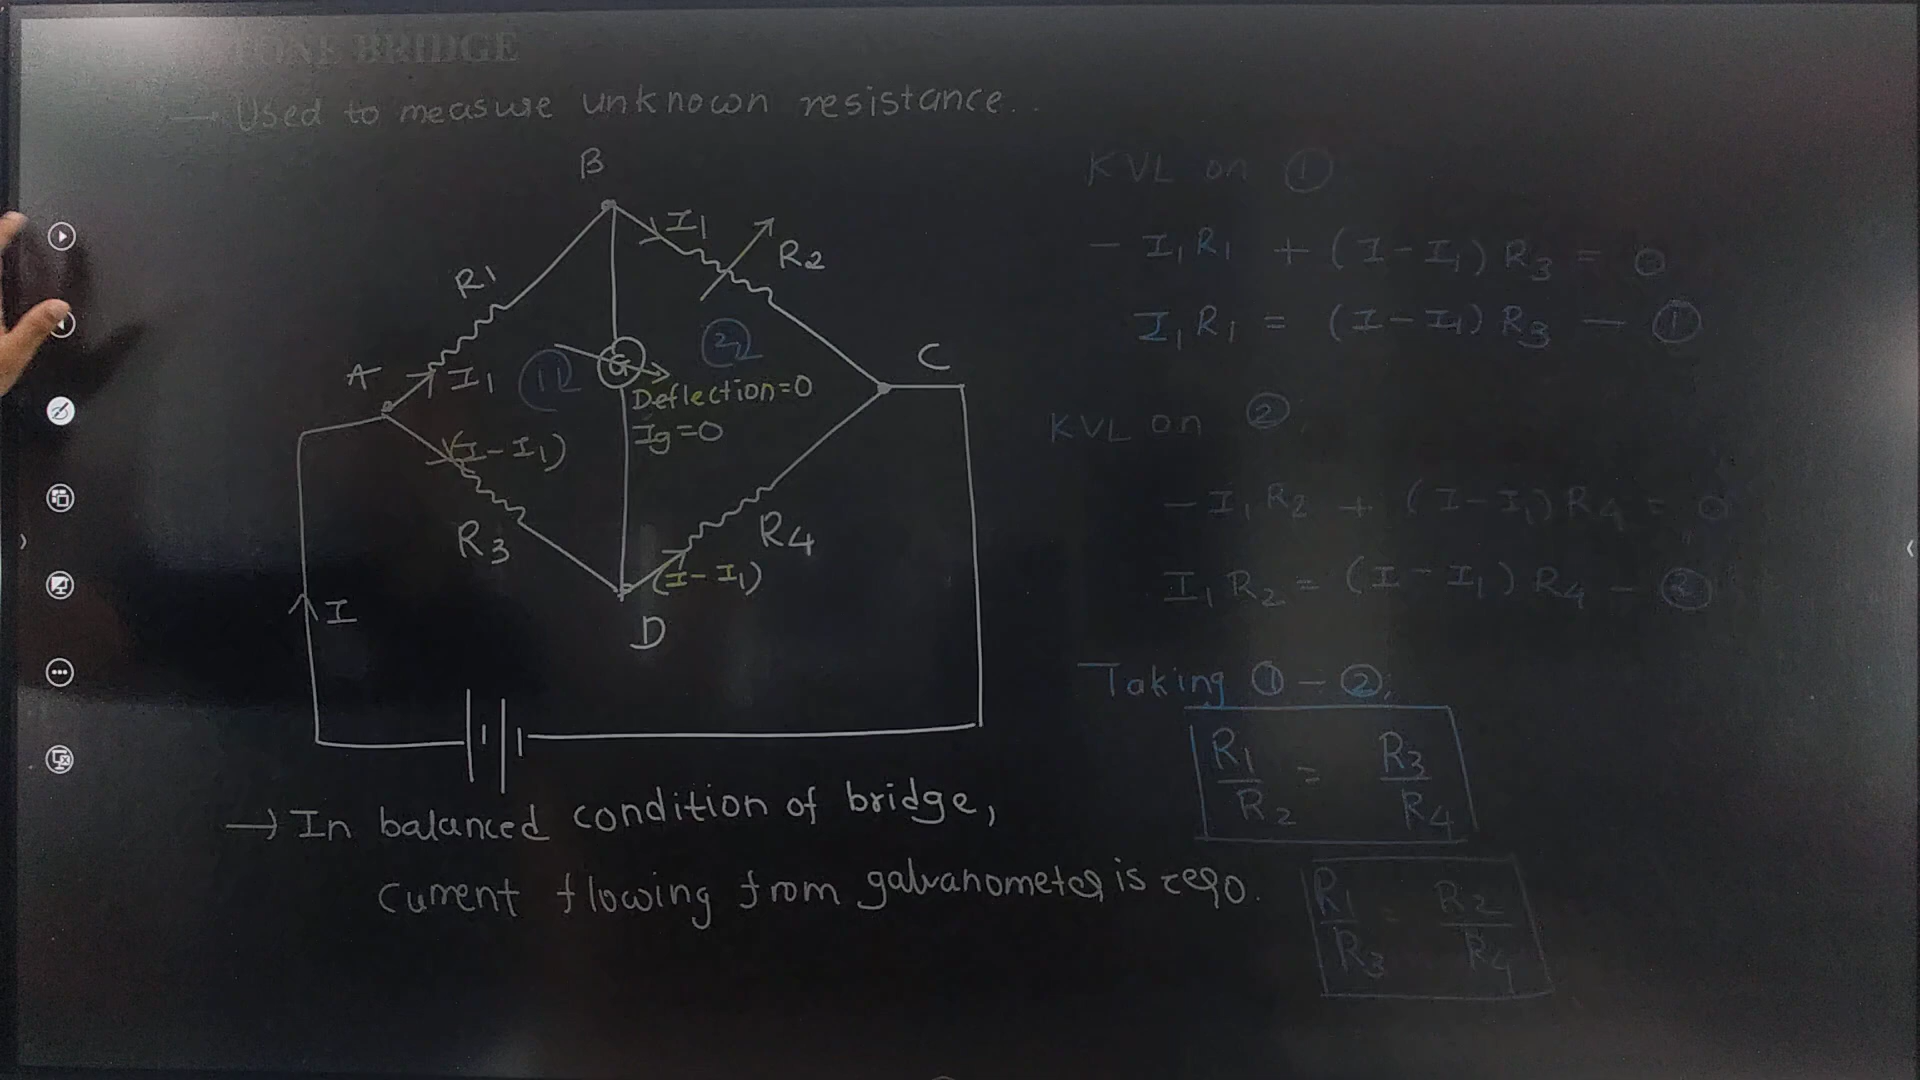 TONE BRIDGE
→ Used to measure unknown resistance..
B
I1
R2
R1
A
I1
1
2
G
C
Deflection=0
Ig=0
(I-I1)
R3
R4
(I-I1)
D
I
→ In balanced condition of bridge,
current flowing from galvanometer is zero.
KVL on ①
- I1R1 + (I-I1) R3 = 0
I1R1 = (I-I1) R3 - ①
KVL on ②,
- I1R2 + (I-I1) R4 = 0
I1R2 = (I-I1) R4 - ②
Taking ① - ②,
R1/R2 = R3/R4
R1/R3 = R2/R4